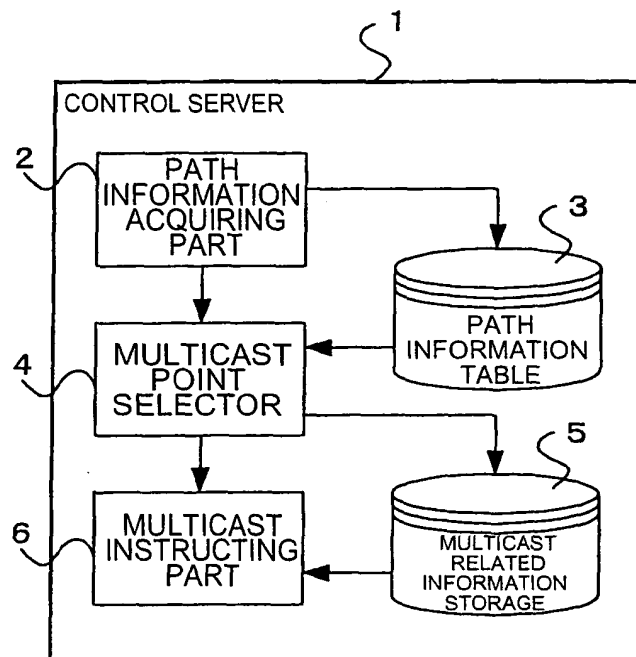 1
CONTROL SERVER
2
PATH
INFORMATION
ACQUIRING
PART
3
PATH
INFORMATION
TABLE
4
MULTICAST
POINT
SELECTOR
5
MULTICAST
RELATED
INFORMATION
STORAGE
6
MULTICAST
INSTRUCTING
PART